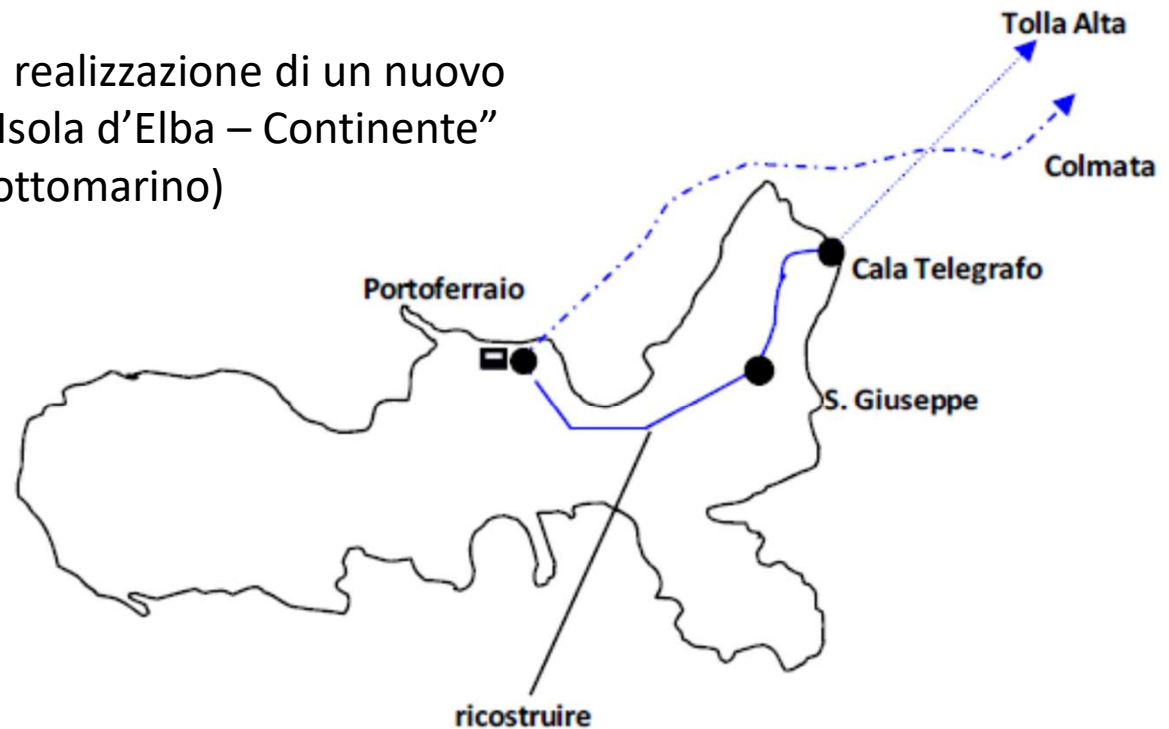 realizzazione di un nuovo
Isola d’Elba – Continente”
ottomarino)
Tolla Alta
Colmata
Cala Telegrafo
Portoferraio
S. Giuseppe
ricostruire